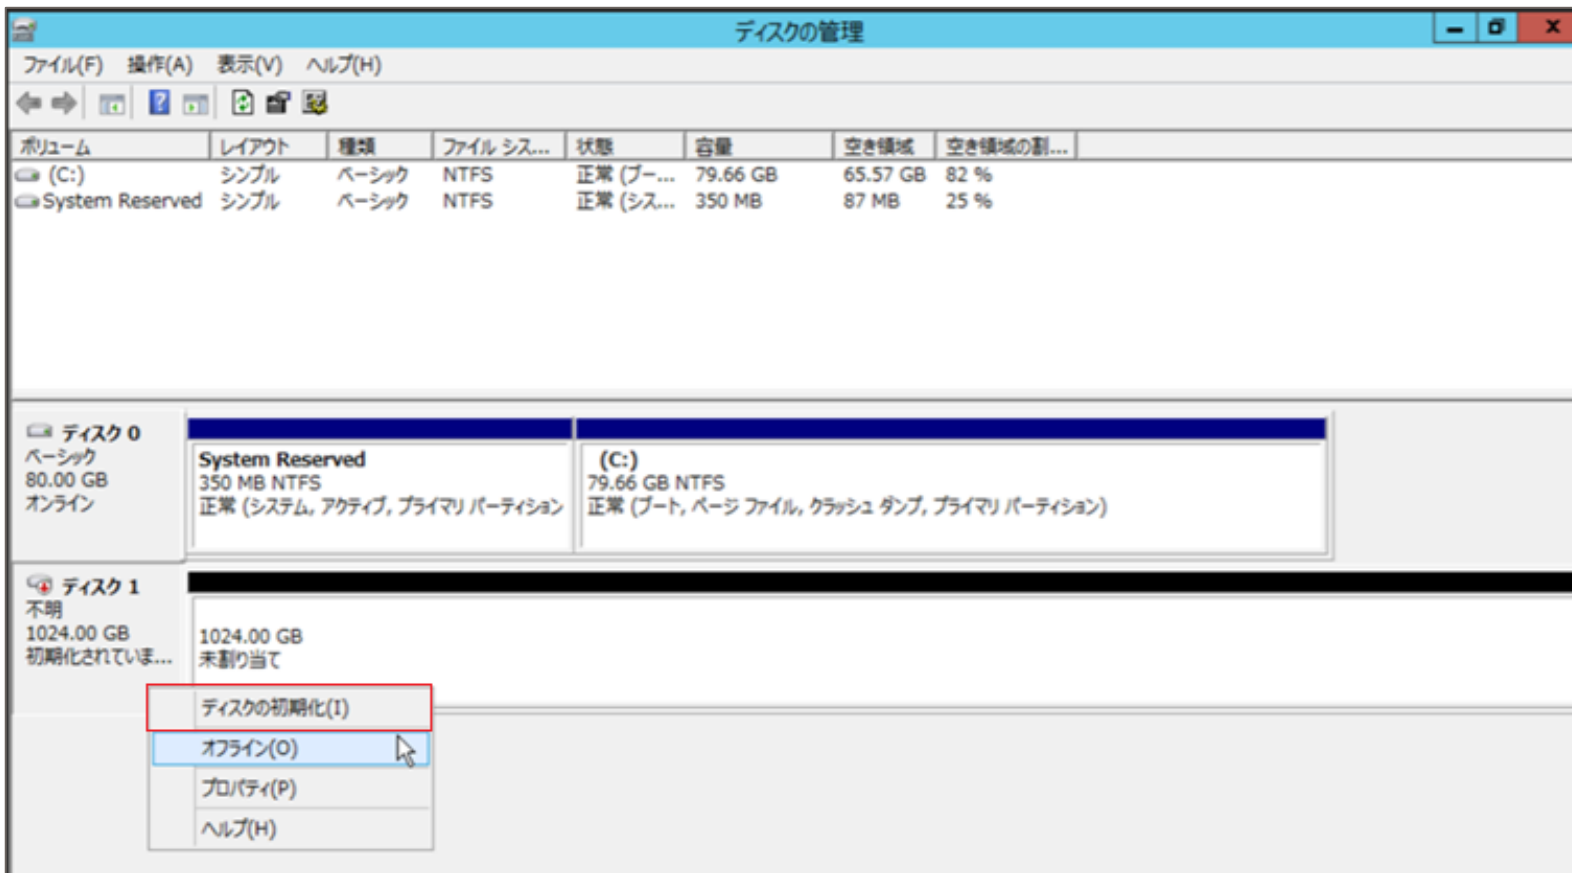 ディスクの管理
ファイル(F) 操作(A) 表示(V) ヘルプ(H)
ボリューム レイアウト 種類 ファイル シス... 状態 容量 空き領域 空き領域の割...
(C:) シンプル ベーシック NTFS 正常 (ブー... 79.66 GB 65.57 GB 82 %
System Reserved シンプル ベーシック NTFS 正常 (シス... 350 MB 87 MB 25 %
ディスク 0
ベーシック
80.00 GB
オンライン
System Reserved
350 MB NTFS
正常 (システム, アクティブ, プライマリ パーティション
(C:)
79.66 GB NTFS
正常 (ブート, ページ ファイル, クラッシュ ダンプ, プライマリ パーティション)
ディスク 1
不明
1024.00 GB
初期化されていま...
1024.00 GB
未割り当て
ディスクの初期化(I)
オフライン(O)
プロパティ(P)
ヘルプ(H)